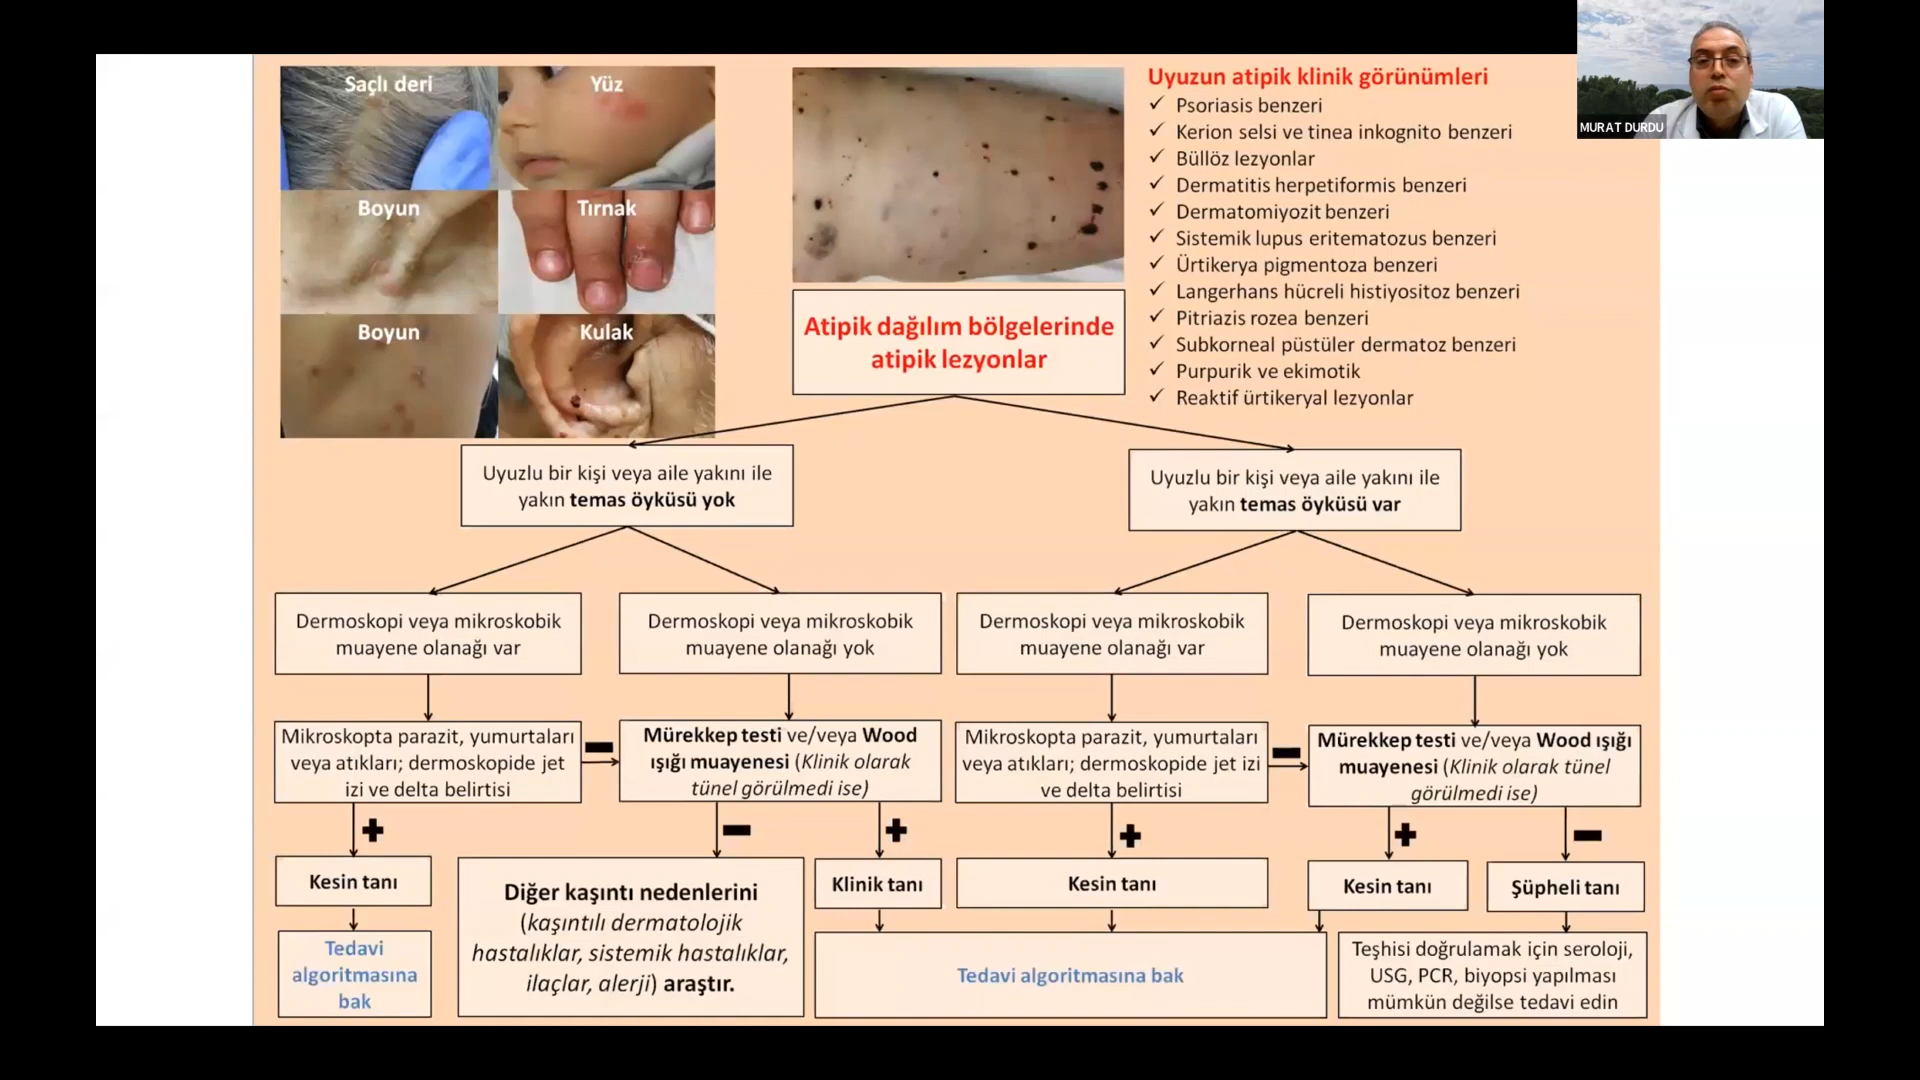 Saçlı deri
Yüz
Boyun
Tırnak
Boyun
Kulak
Uyuzun atipik klinik görünümleri
✓ Psoriasis benzeri
✓ Kerion selsi ve tinea inkognito benzeri
✓ Büllöz lezyonlar
✓ Dermatitis herpetiformis benzeri
✓ Dermatomiyozit benzeri
✓ Sistemik lupus eritematozus benzeri
✓ Ürtikerya pigmentoza benzeri
✓ Langerhans hücreli histiyositoz benzeri
✓ Pitriazis rozea benzeri
✓ Subkorneal püstüler dermatoz benzeri
✓ Purpurik ve ekimotik
✓ Reaktif ürtikeryal lezyonlar
MURAT DURDU
Atipik dağılım bölgelerinde
atipik lezyonlar
Uyuzlu bir kişi veya aile yakını ile
yakın temas öyküsü yok
Uyuzlu bir kişi veya aile yakını ile
yakın temas öyküsü var
Dermoskopi veya mikroskobik
muayene olanağı var
Dermoskopi veya mikroskobik
muayene olanağı yok
Dermoskopi veya mikroskobik
muayene olanağı var
Dermoskopi veya mikroskobik
muayene olanağı yok
Mikroskopta parazit, yumurtaları
veya atıkları; dermoskopide jet
izi ve delta belirtisi
Mürekkep testi ve/veya Wood
ışığı muayenesi (Klinik olarak
tünel görülmedi ise)
Mikroskopta parazit, yumurtaları
veya atıkları; dermoskopide jet izi
ve delta belirtisi
Mürekkep testi ve/veya Wood ışığı
muayenesi (Klinik olarak tünel
görülmedi ise)
Kesin tanı
Diğer kaşıntı nedenlerini
(kaşıntılı dermatolojik
hastalıklar, sistemik hastalıklar,
ilaçlar, alerji) araştır.
Klinik tanı
Kesin tanı
Kesin tanı
Şüpheli tanı
Tedavi
algoritmasına
bak
Tedavi algoritmasına bak
Teşhisi doğrulamak için seroloji,
USG, PCR, biyopsi yapılması
mümkün değilse tedavi edin